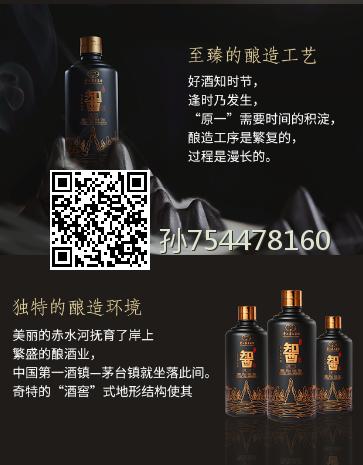 至臻的酿造工艺
好酒知时节，
逢时乃发生，
“原一”需要时间的积淀，
酿造工序是繁复的，
过程是漫长的。
孙754478160
独特的酿造环境
美丽的赤水河抚育了岸上
繁盛的酿酒业，
中国第一酒镇—茅台镇就坐落此间。
奇特的“酒窖”式地形结构使其